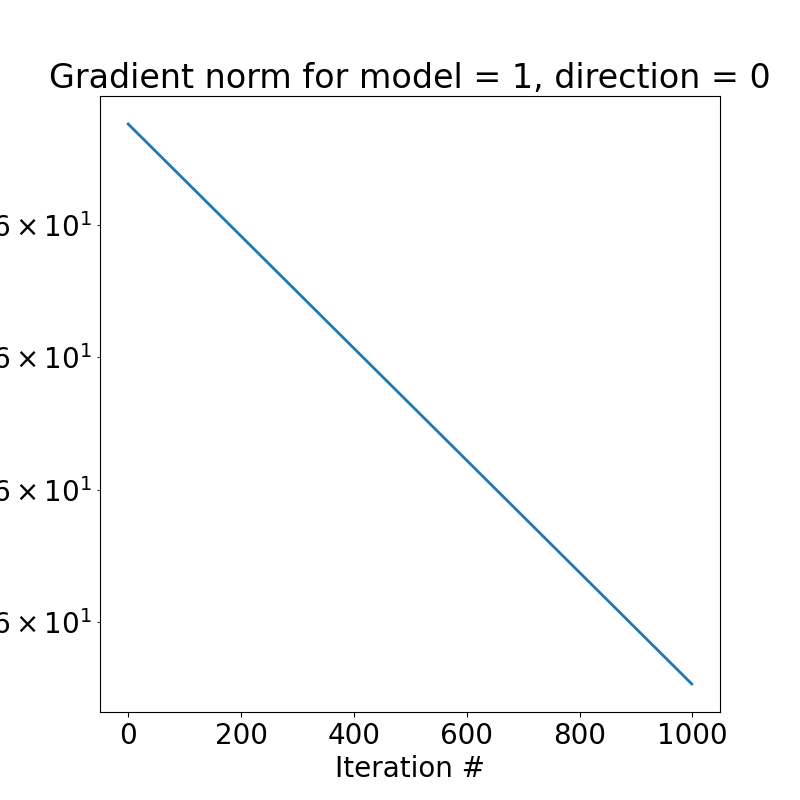 Gradient norm for model = 1, direction = 0
6 × 10¹
6 × 10¹
6 × 10¹
6 × 10¹
0 200 400 600 800 1000
Iteration #